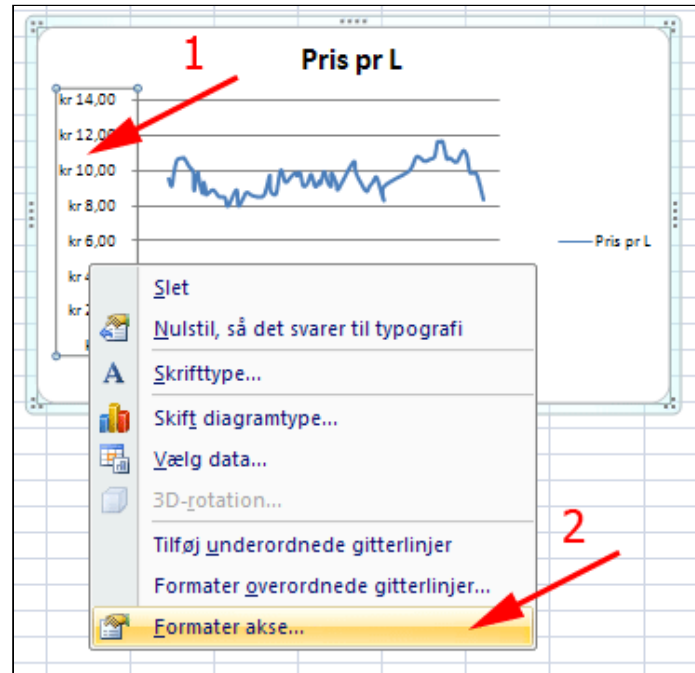 1
Pris pr L
kr 14,00
kr 12,00
kr 10,00
kr 8,00
kr 6,00
Pris pr L
kr
kr
Slet
Nulstil, så det svarer til typografi
A Skrifttype...
Skift diagramtype...
Vælg data...
3D-rotation...
2
Tilføj underordnede gitterlinjer
Formater overordnede gitterlinjer...
Formater akse...